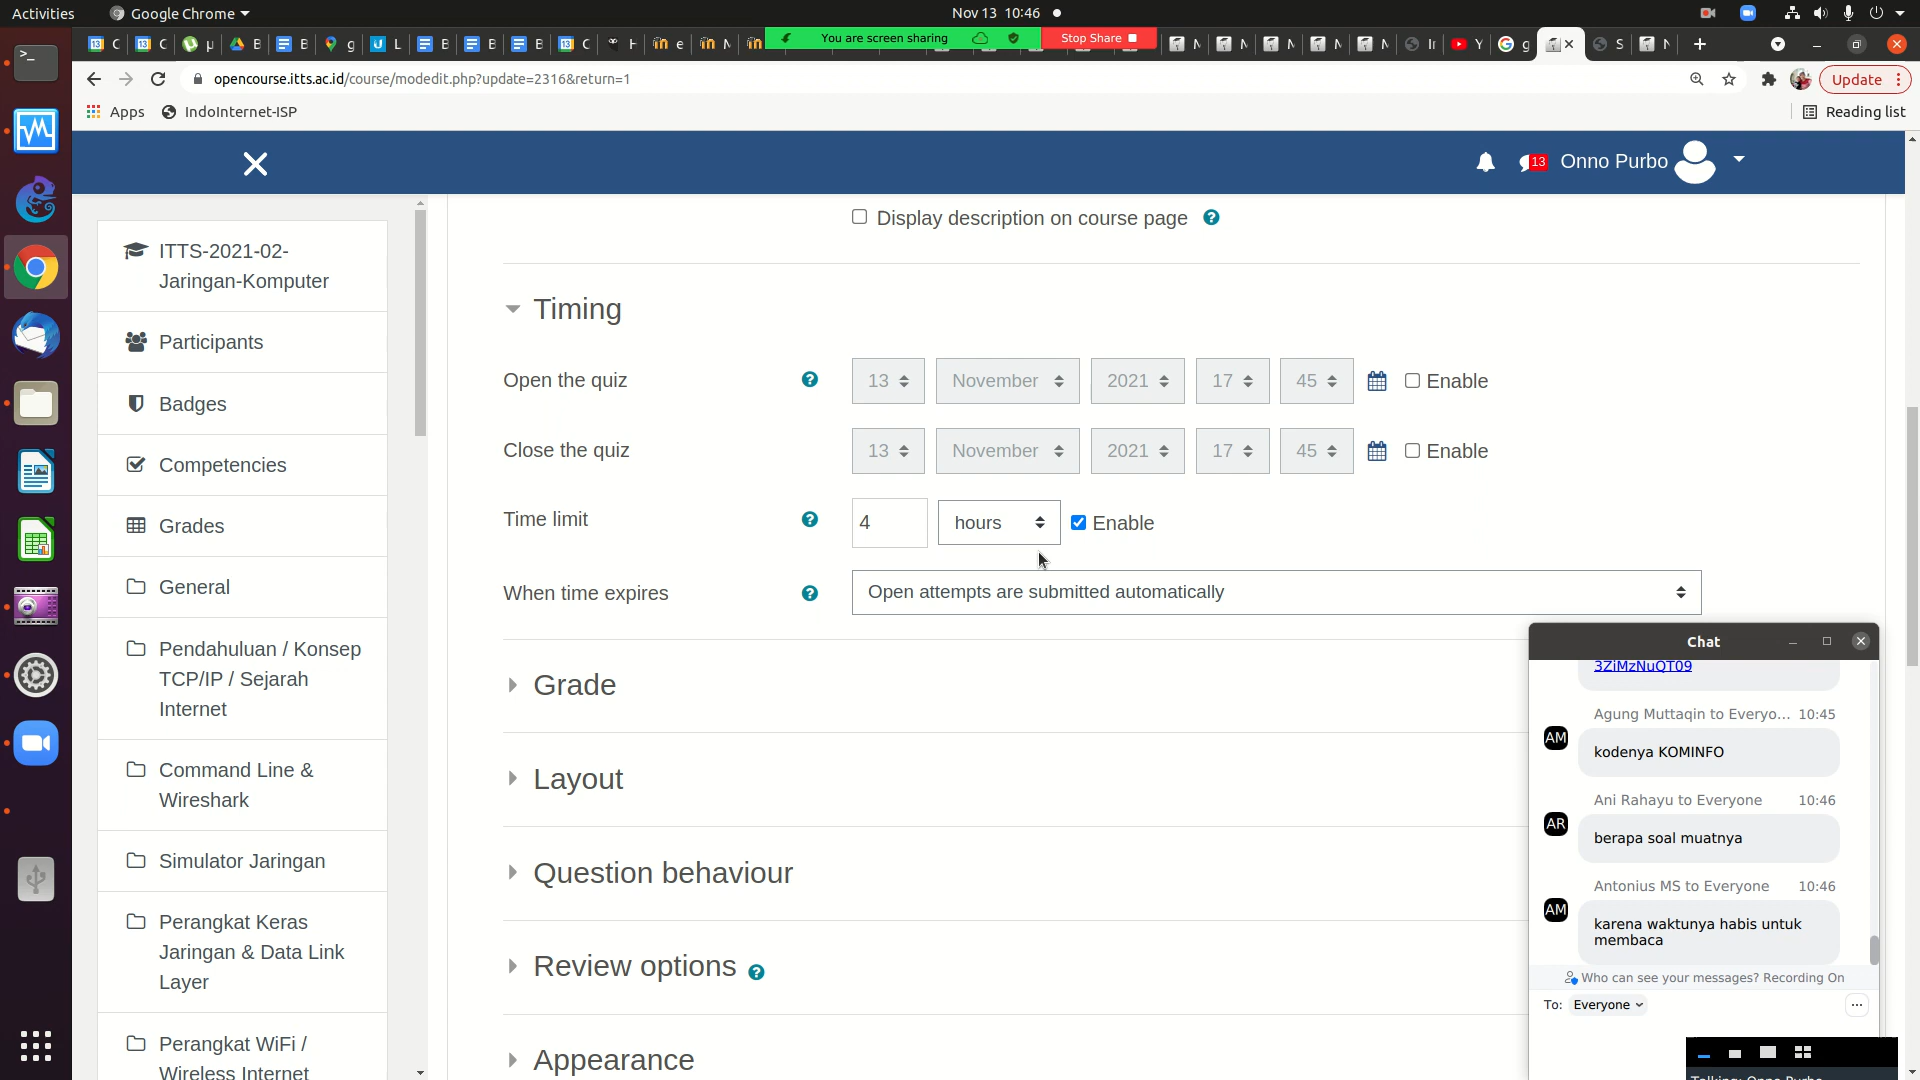 Activities
Google Chrome
Nov 13 10:46
C
C
µ
B
B
g
L
B
B
B
C
H
e
You are screen sharing
Stop Share
Y
g
S
opencourse.itts.ac.id/course/modedit.php?update=2316&return=1
Update
Apps
IndoInternet-ISP
Reading list
13
Onno Purbo
ITTS-2021-02-
Jaringan-Komputer
Participants
Badges
Competencies
Grades
General
Pendahuluan / Konsep
TCP/IP / Sejarah
Internet
Command Line &
Wireshark
Simulator Jaringan
Perangkat Keras
Jaringan & Data Link
Layer
Perangkat WiFi /
Wireless Internet
Display description on course page
Timing
Open the quiz
13 November 2021 17 45 Enable
Close the quiz
13 November 2021 17 45 Enable
Time limit
4 hours Enable
When time expires
Open attempts are submitted automatically
Grade
Layout
Question behaviour
Review options
Appearance
Chat
3ZiMzNuQT09
Agung Muttaqin to Everyo... 10:45
AM
kodenya KOMINFO
Ani Rahayu to Everyone 10:46
AR
berapa soal muatnya
Antonius MS to Everyone 10:46
AM
karena waktunya habis untuk
membaca
Who can see your messages? Recording On
To: Everyone
Talking: Onno Purbo